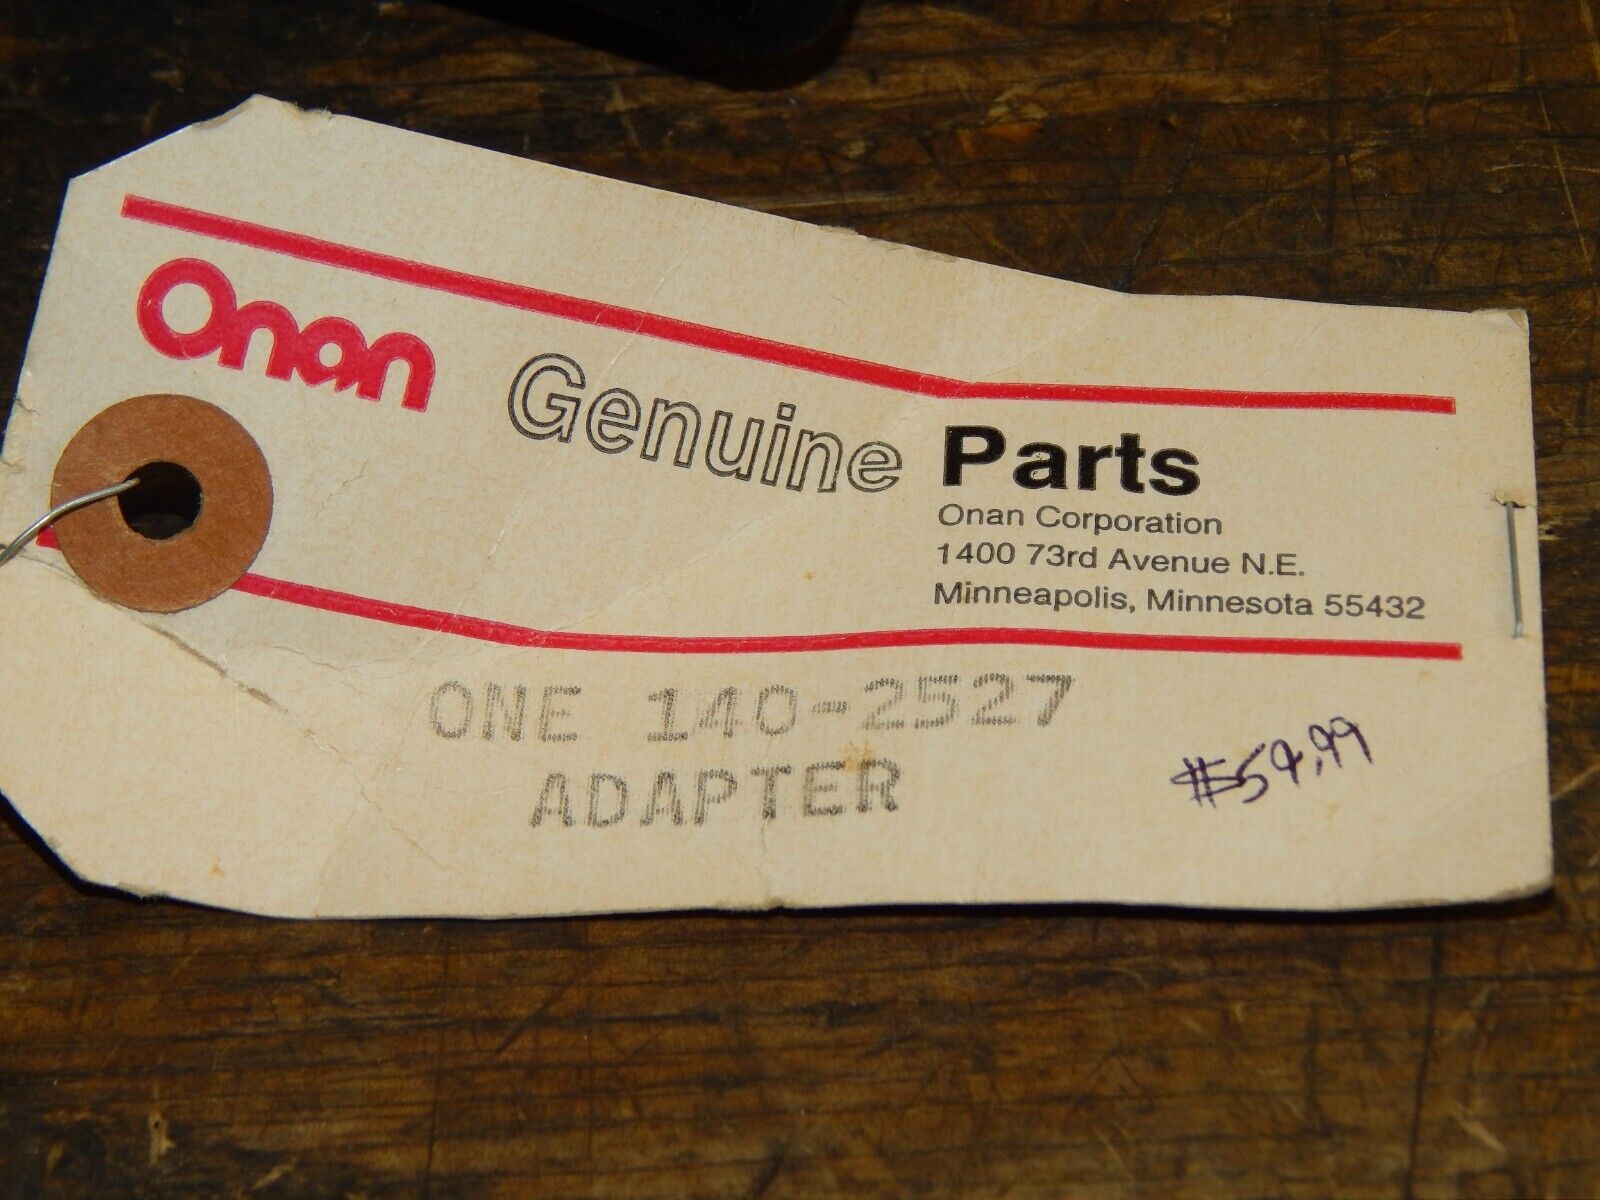 Onan
Genuine Parts
Onan Corporation
1400 73rd Avenue N.E.
Minneapolis, Minnesota 55432
ONE 140-2527
ADAPTER
$59.99